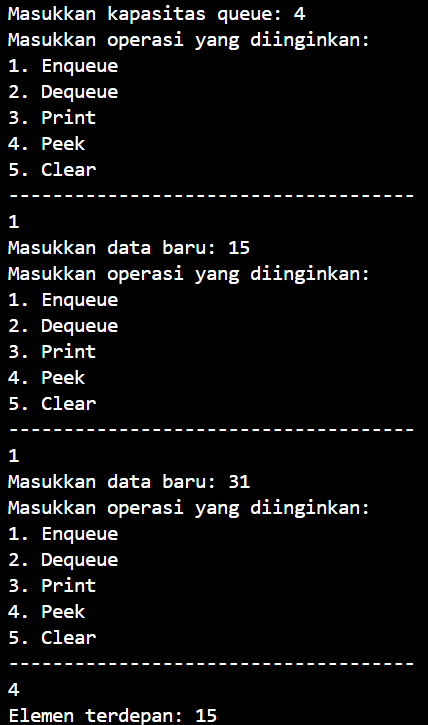 Masukkan kapasitas queue: 4
Masukkan operasi yang diinginkan:
1. Enqueue
2. Dequeue
3. Print
4. Peek
5. Clear
-------------------------------------
1
Masukkan data baru: 15
Masukkan operasi yang diinginkan:
1. Enqueue
2. Dequeue
3. Print
4. Peek
5. Clear
-------------------------------------
1
Masukkan data baru: 31
Masukkan operasi yang diinginkan:
1. Enqueue
2. Dequeue
3. Print
4. Peek
5. Clear
-------------------------------------
4
Elemen terdepan: 15